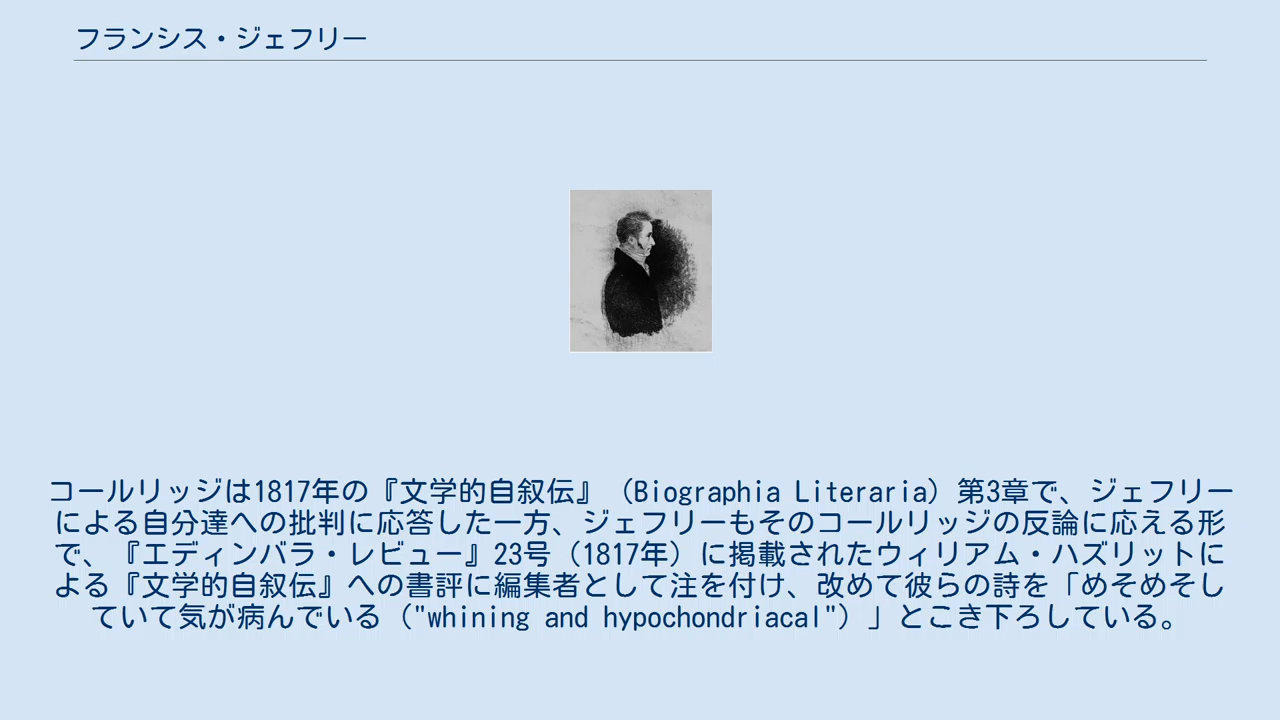 フランシス・ジェフリー
コールリッジは1817年の『文学的自叙伝』（Biographia Literaria）第3章で、ジェフリー
による自分達への批判に応答した一方、ジェフリーもそのコールリッジの反論に応える形
で、『エディンバラ・レビュー』23号（1817年）に掲載されたウィリアム・ハズリットに
よる『文学的自叙伝』への書評に編集者として注を付け、改めて彼らの詩を「めそめそし
ていて気が病んでいる（"whining and hypochondriacal"）」とこき下ろしている。